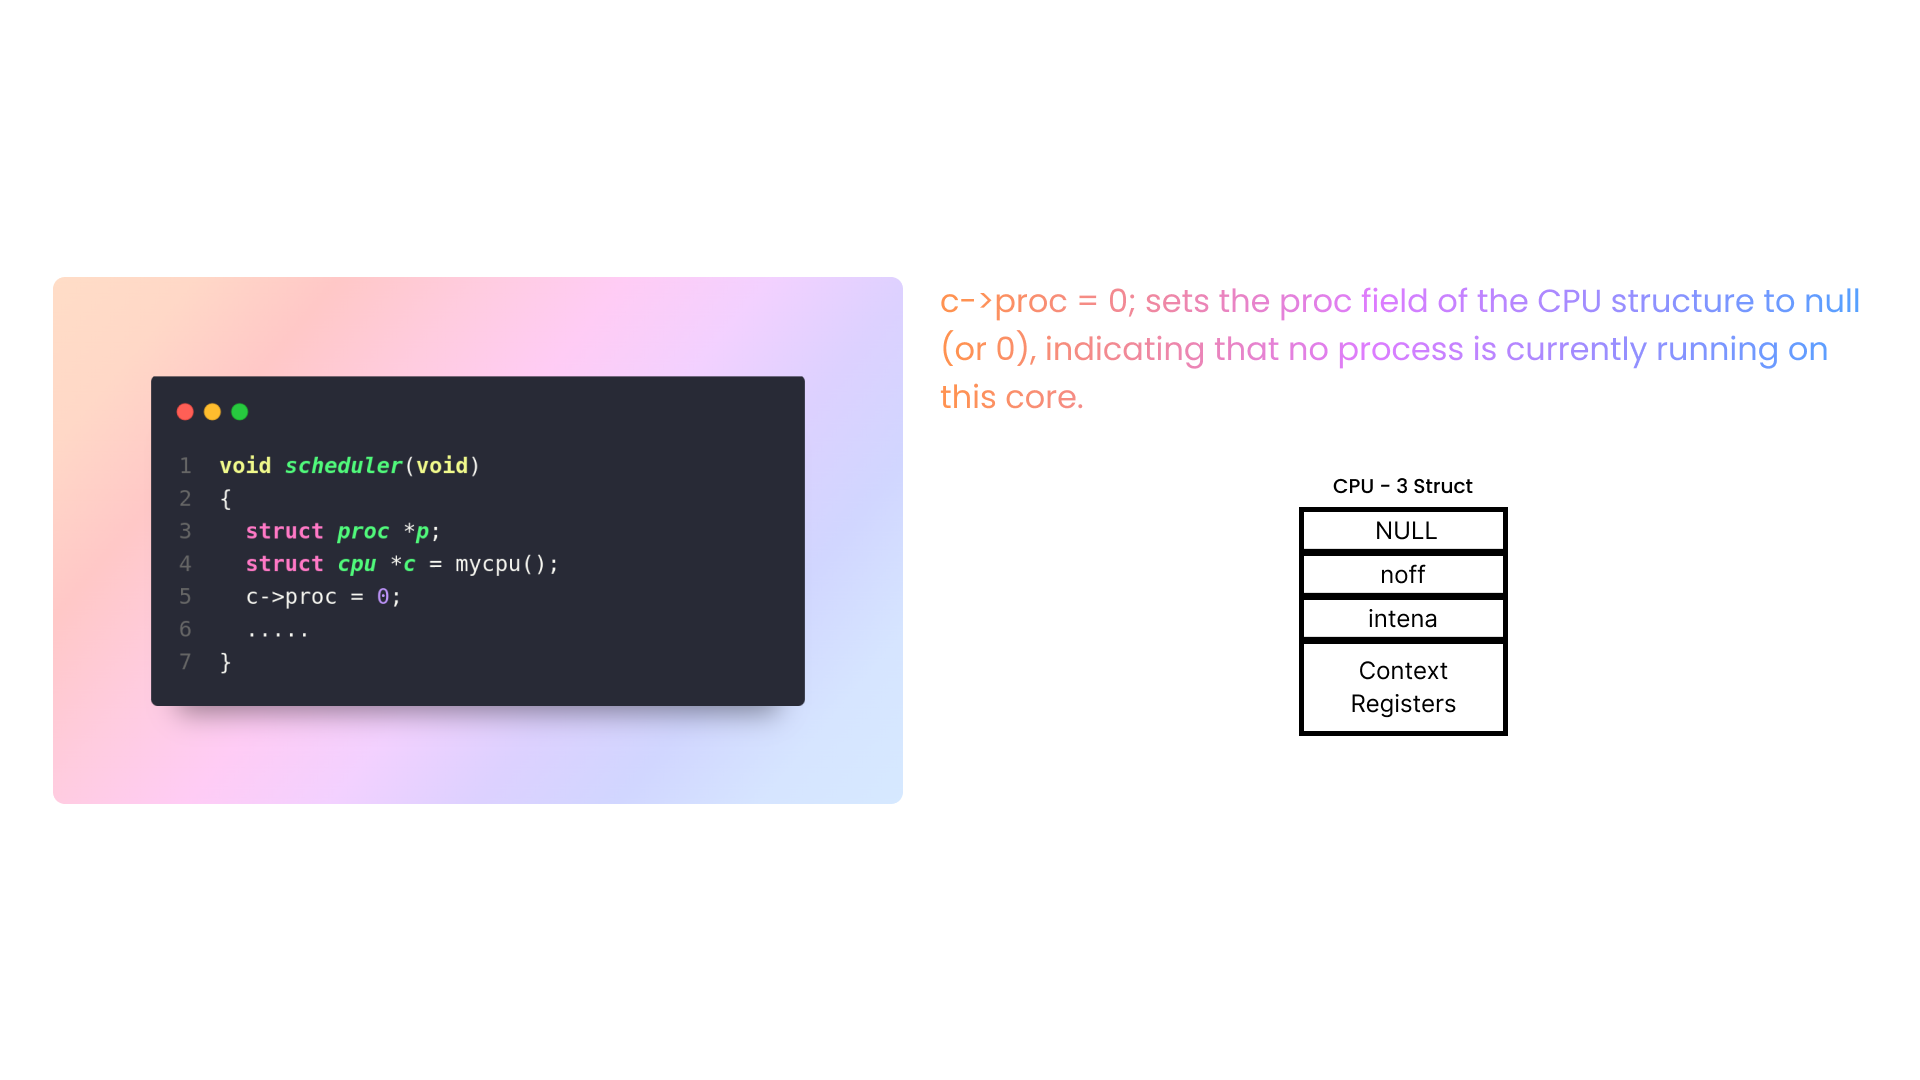 1 void scheduler(void)
2 {
3   struct proc *p;
4   struct cpu *c = mycpu();
5   c->proc = 0;
6   .....
7 }
c->proc = 0; sets the proc field of the CPU structure to null
(or 0), indicating that no process is currently running on
this core.
CPU - 3 Struct
NULL
noff
intena
Context
Registers